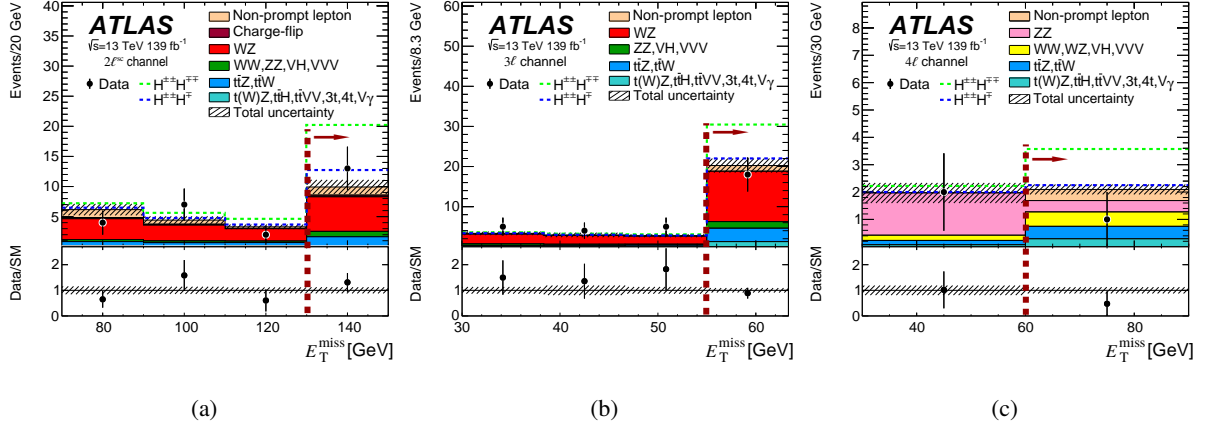 Events/20 GeV
40
35
30
25
20
15
10
5
ATLAS
√s=13 TeV 139 fb⁻¹
2ℓˢᶜ channel
Data
H±±H∓∓
H±±H∓
Non-prompt lepton
Charge-flip
WZ
WW,ZZ,VH,VVV
tt̄Z,tt̄W
t(W)Z,tt̄H,tt̄VV,3t,4t,Vγ
Total uncertainty
Data/SM
2
1
0
80 100 120 140
E_T^miss [GeV]
(a)
Events/8.3 GeV
60
50
40
30
20
10
ATLAS
√s=13 TeV 139 fb⁻¹
3ℓ channel
Data
H±±H∓∓
H±±H∓
Non-prompt lepton
WZ
ZZ,VH,VVV
tt̄Z,tt̄W
t(W)Z,tt̄H,tt̄VV,3t,4t,Vγ
Total uncertainty
Data/SM
2
1
0
30 40 50 60
E_T^miss [GeV]
(b)
Events/30 GeV
8
7
6
5
4
3
2
1
ATLAS
√s=13 TeV 139 fb⁻¹
4ℓ channel
Data
H±±H∓∓
H±±H∓
Non-prompt lepton
ZZ
WW,WZ,VH,VVV
tt̄Z,tt̄W
t(W)Z,tt̄H,tt̄VV,3t,4t,Vγ
Total uncertainty
Data/SM
2
1
0
40 60 80
E_T^miss [GeV]
(c)